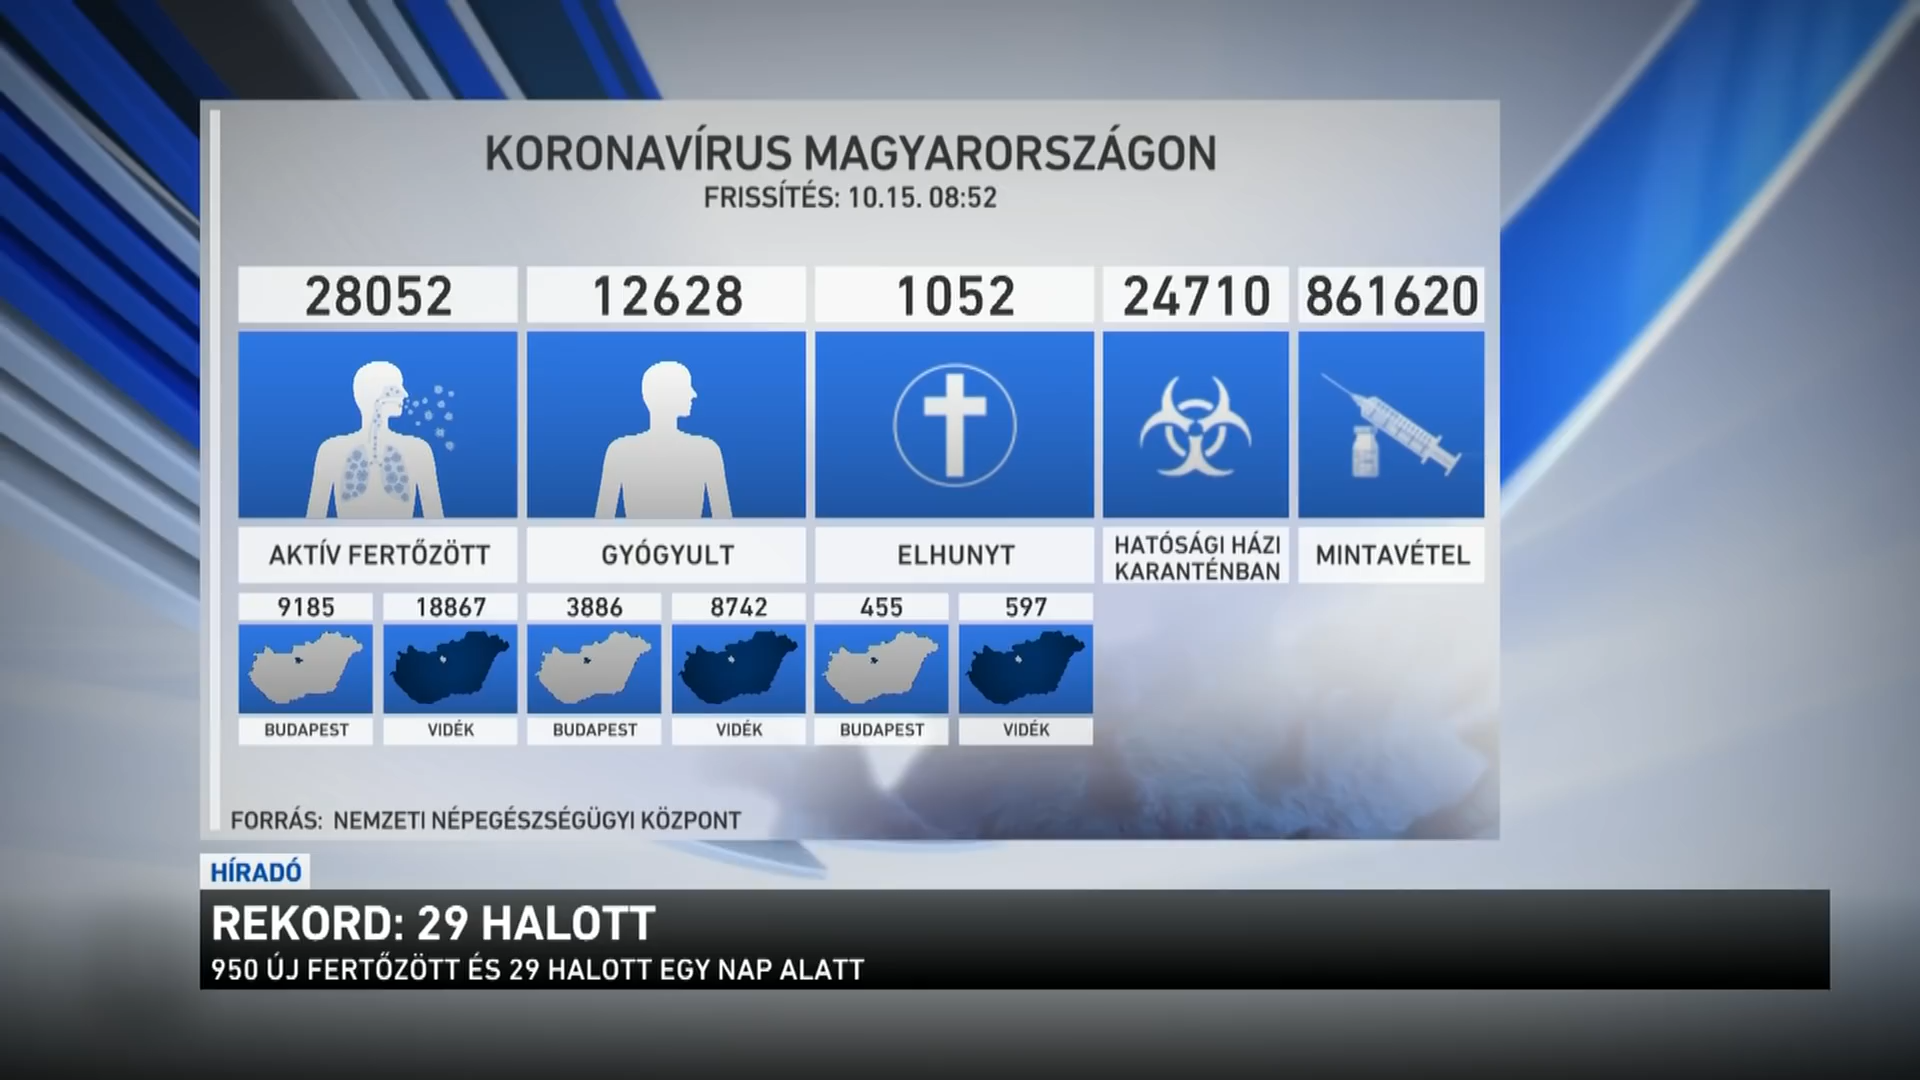 KORONAVÍRUS MAGYARORSZÁGON
FRISSÍTÉS: 10.15. 08:52
28052
12628
1052
24710
861620
AKTÍV FERTŐZÖTT
GYÓGYULT
ELHUNYT
HATÓSÁGI HÁZI
KARANTÉNBAN
MINTAVÉTEL
9185
18867
3886
8742
455
597
BUDAPEST
VIDÉK
BUDAPEST
VIDÉK
BUDAPEST
VIDÉK
FORRÁS: NEMZETI NÉPEGÉSZSÉGÜGYI KÖZPONT
HÍRADÓ
REKORD: 29 HALOTT
950 ÚJ FERTŐZÖTT ÉS 29 HALOTT EGY NAP ALATT